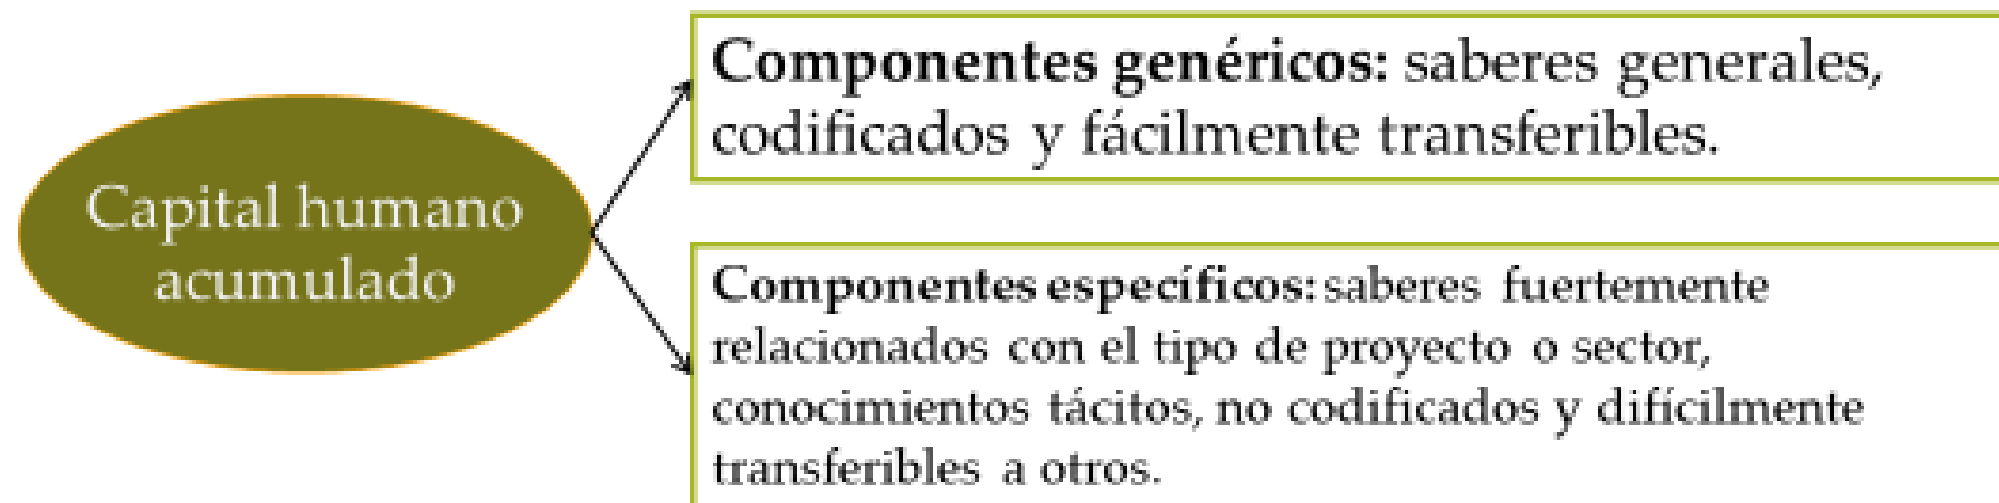 Capital humano
acumulado
Componentes genéricos: saberes generales,
codificados y fácilmente transferibles.
Componentes específicos: saberes fuertemente
relacionados con el tipo de proyecto o sector,
conocimientos tácitos, no codificados y difícilmente
transferibles a otros.